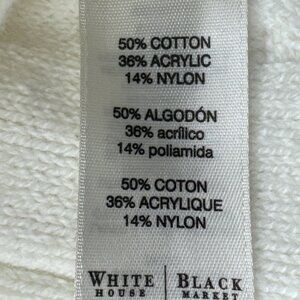 50% COTTON
36% ACRYLIC
14% NYLON
50% ALGODÓN
36% acrílico
14% poliamida
50% COTON
36% ACRYLIQUE
14% NYLON
WHITE HOUSE | BLACK MARKET